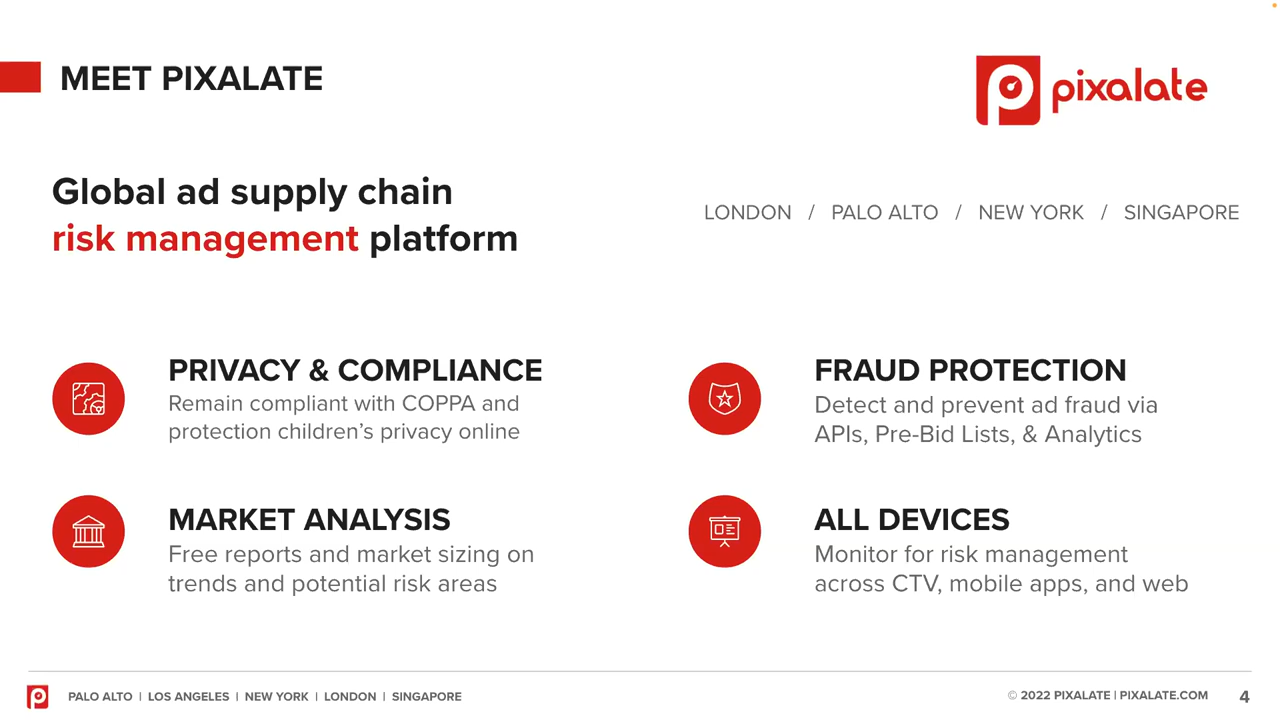 MEET PIXALATE
pixalate
Global ad supply chain
risk management platform
LONDON / PALO ALTO / NEW YORK / SINGAPORE
PRIVACY & COMPLIANCE
Remain compliant with COPPA and
protection children’s privacy online
FRAUD PROTECTION
Detect and prevent ad fraud via
APIs, Pre-Bid Lists, & Analytics
MARKET ANALYSIS
Free reports and market sizing on
trends and potential risk areas
ALL DEVICES
Monitor for risk management
across CTV, mobile apps, and web
PALO ALTO | LOS ANGELES | NEW YORK | LONDON | SINGAPORE
© 2022 PIXALATE | PIXALATE.COM 4